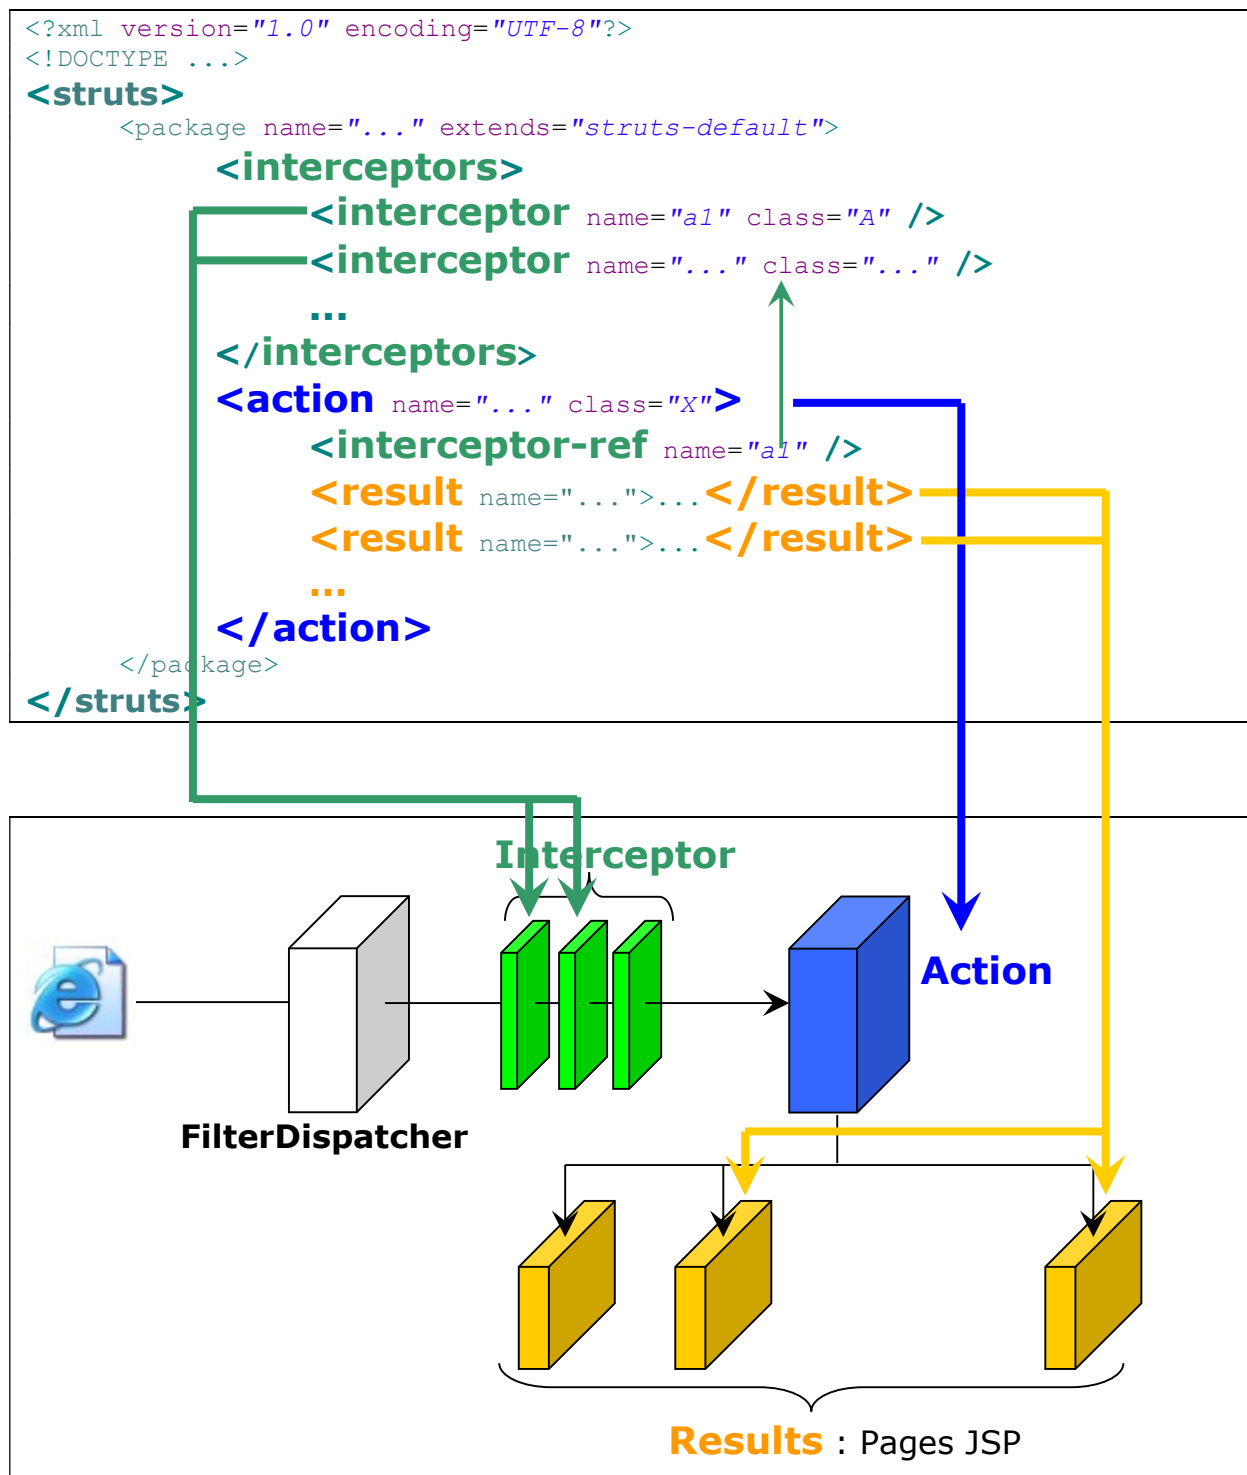 <?xml version="1.0" encoding="UTF-8"?>
<!DOCTYPE ...>
<struts>
<package name="..." extends="struts-default">
<interceptors>
<interceptor name="a1" class="A" />
<interceptor name="..." class="..." />
...
</interceptors>
<action name="..." class="X">
<interceptor-ref name="a1" />
<result name="...">...</result>
<result name="...">...</result>
...
</action>
</package>
</struts>
Interceptor
Action
FilterDispatcher
Results : Pages JSP